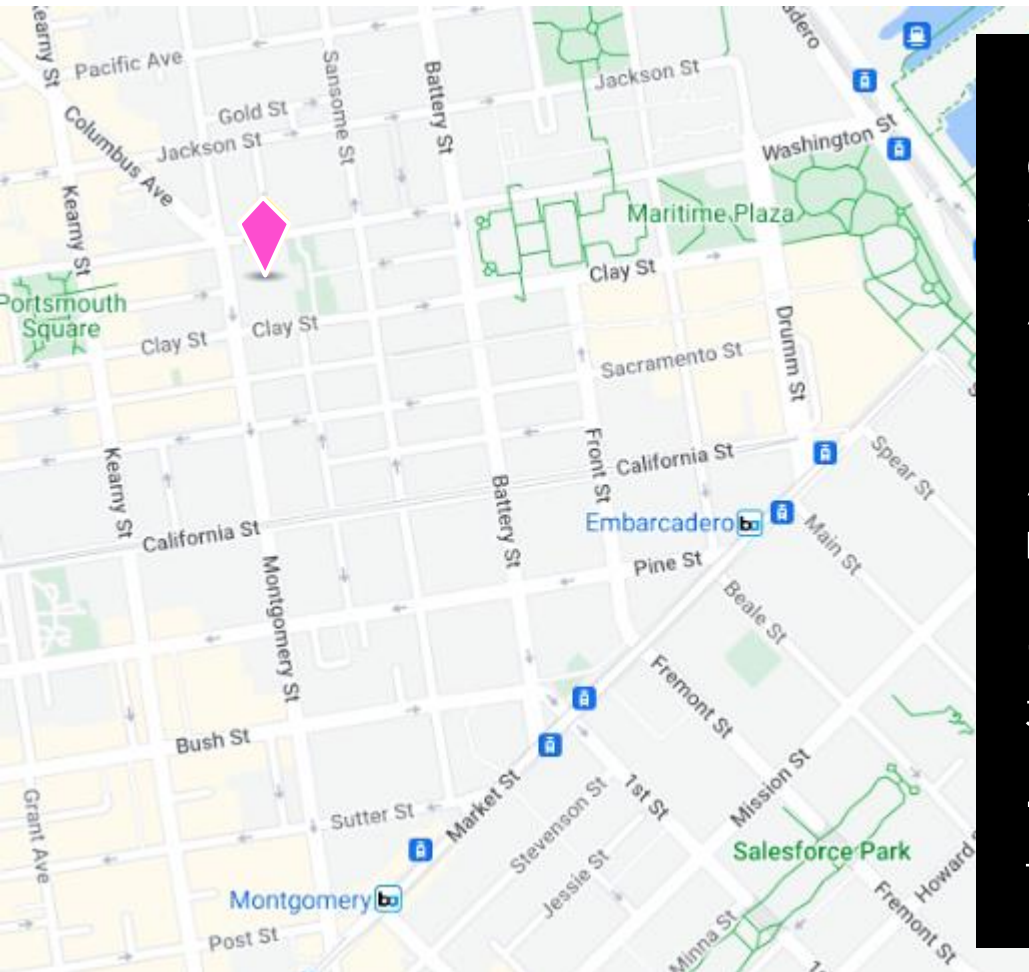 Kearny St
adero
Pacific Ave
Sansome St
Battery St
Jackson St
Gold St
Columbus Ave
Jackson St
Washington St
Kearny St
Maritime Plaza
Clay St
Portsmouth
Square
Clay St
Clay St
Drumm St
Sacramento St
Kearny St
Front St
California St
Spear St
Battery St
California St
Embarcadero
Main St
Montgomery St
Pine St
Beale St
Fremont St
Bush St
Mission St
Grant Ave
Sutter St
Market St
Stevenson St
1st St
Salesforce Park
Jessie St
Howard
Montgomery
Fremont St
Post St
Minna St